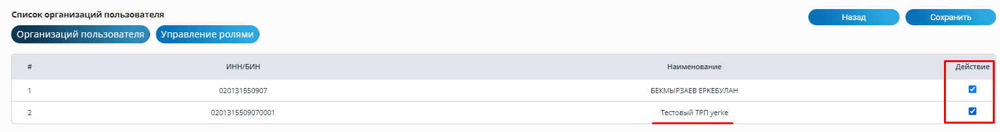 Список организаций пользователя
Назад Сохранить
Организаций пользователя Управление ролями
# ИНН/БИН Наименование Действие
1 020131550907 БЕКМЫРЗАЕВ ЕРКЕБУЛАН
2 0201315509070001 Тестовый ТРП yerke